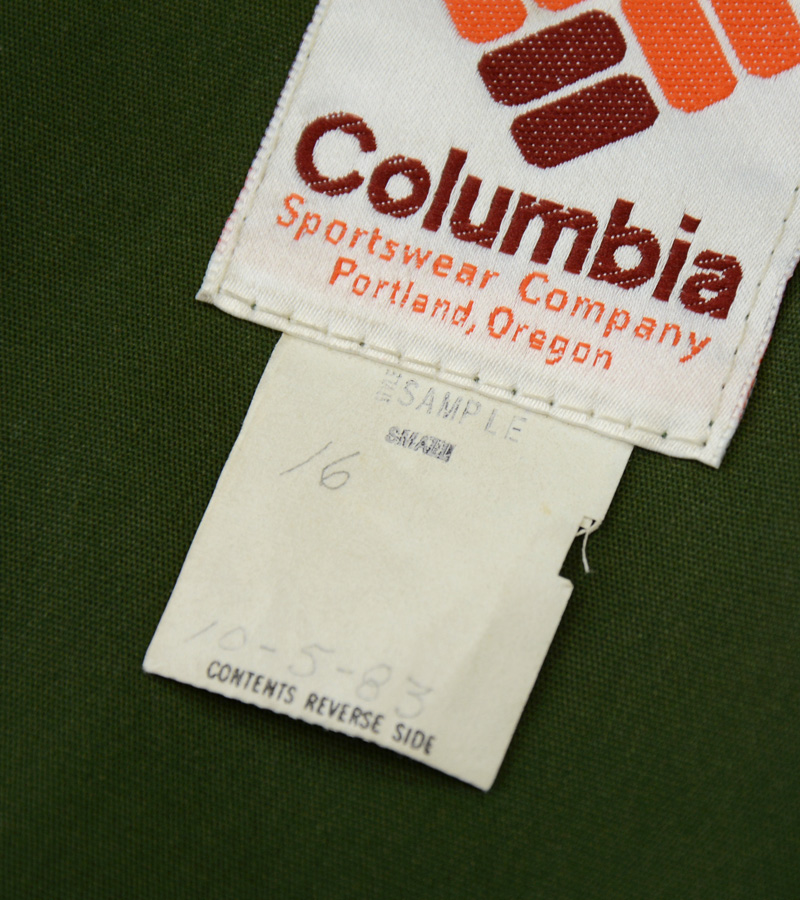 Columbia
Sportswear Company
Portland, Oregon
SAMPLE
16
10-5-83
CONTENTS REVERSE SIDE